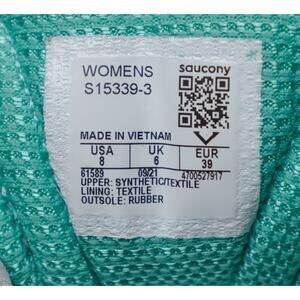 WOMENS saucony
S15339-3
MADE IN VIETNAM
USA UK EUR
8 6 39
61589 09/21 4700527917
UPPER: SYNTHETIC/TEXTILE
LINING: TEXTILE
OUTSOLE: RUBBER